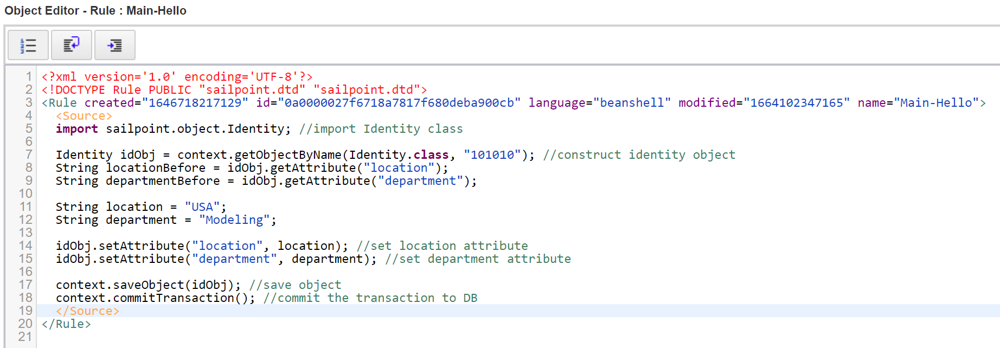 Object Editor - Rule : Main-Hello
1 <?xml version='1.0' encoding='UTF-8'?>
2 <!DOCTYPE Rule PUBLIC "sailpoint.dtd" "sailpoint.dtd">
3 <Rule created="1646718217129" id="0a0000027f6718a7817f680deba900cb" language="beanshell" modified="1664102347165" name="Main-Hello">
4   <Source>
5   import sailpoint.object.Identity; //import Identity class
6
7   Identity idObj = context.getObjectByName(Identity.class, "101010"); //construct identity object
8   String locationBefore = idObj.getAttribute("location");
9   String departmentBefore = idObj.getAttribute("department");
10
11   String location = "USA";
12   String department = "Modeling";
13
14   idObj.setAttribute("location", location); //set location attribute
15   idObj.setAttribute("department", department); //set department attribute
16
17   context.saveObject(idObj); //save object
18   context.commitTransaction(); //commit the transaction to DB
19   </Source>
20 </Rule>
21